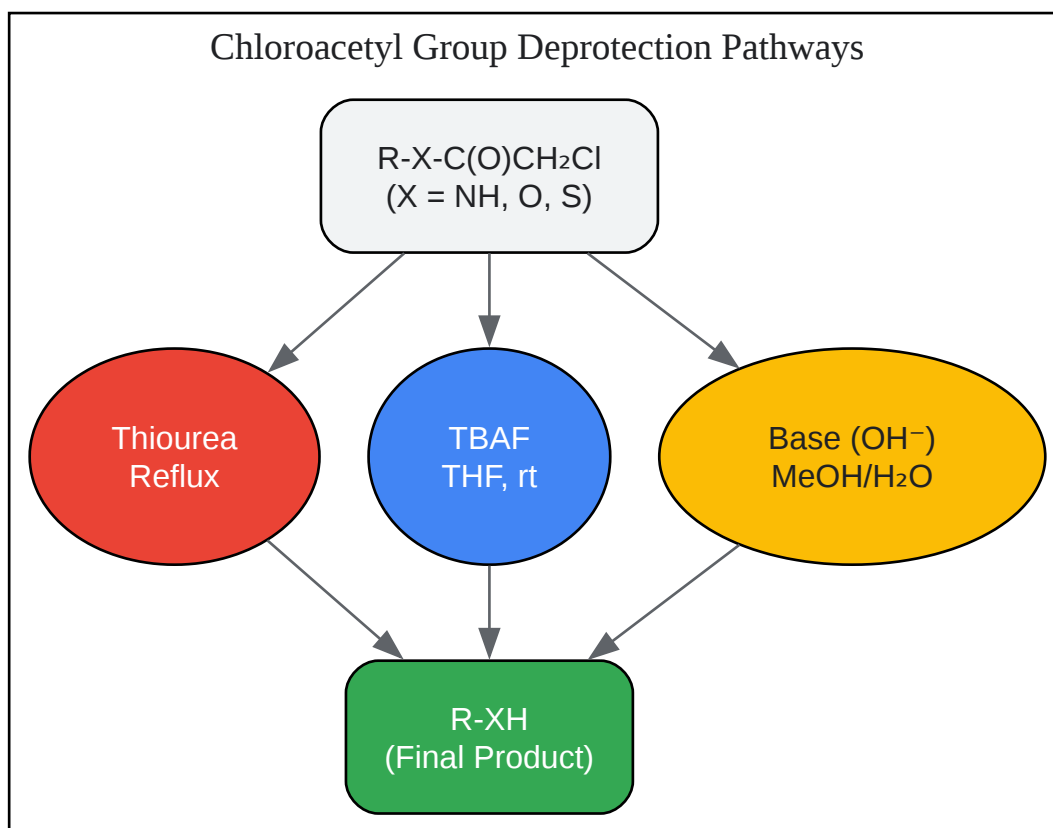 Chloroacetyl Group Deprotection Pathways
R-X-C(O)CH₂Cl
(X = NH, O, S)
Thiourea
Reflux
TBAF
THF, rt
Base (OH⁻)
MeOH/H₂O
R-XH
(Final Product)